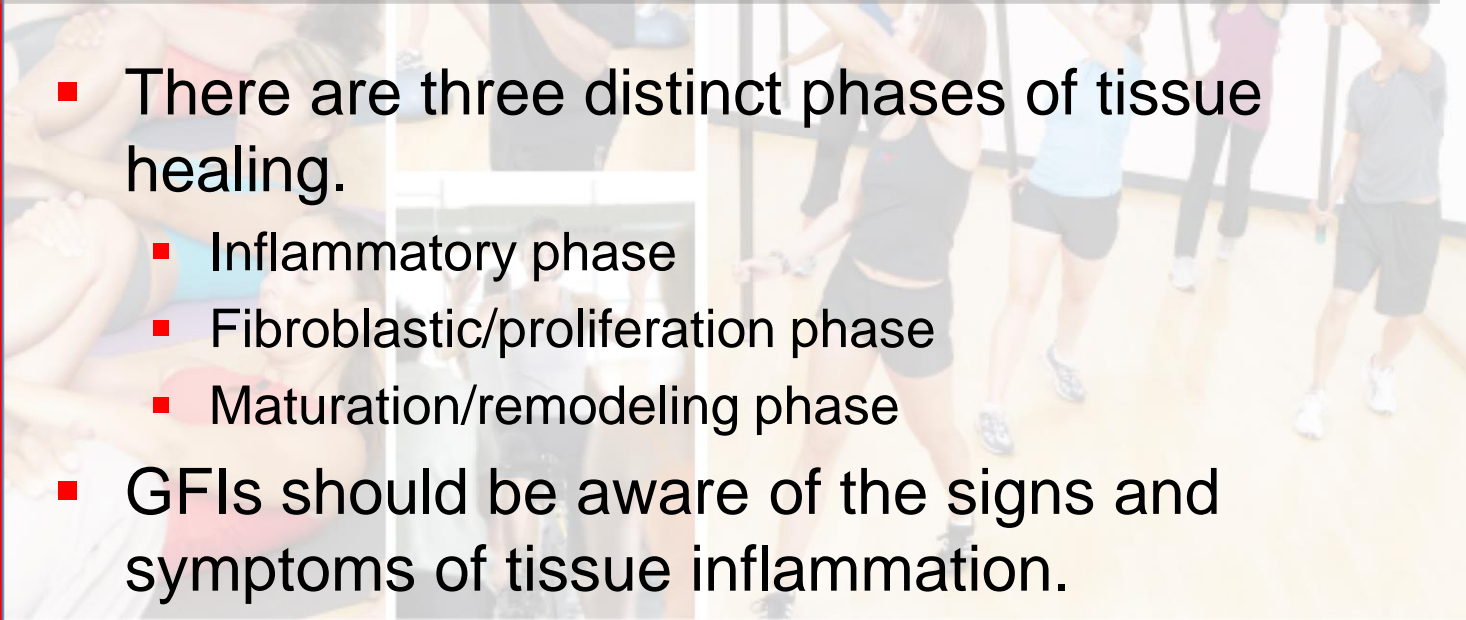 There are three distinct phases of tissue
healing.
Inflammatory phase
Fibroblastic/proliferation phase
Maturation/remodeling phase
GFIs should be aware of the signs and
symptoms of tissue inflammation.